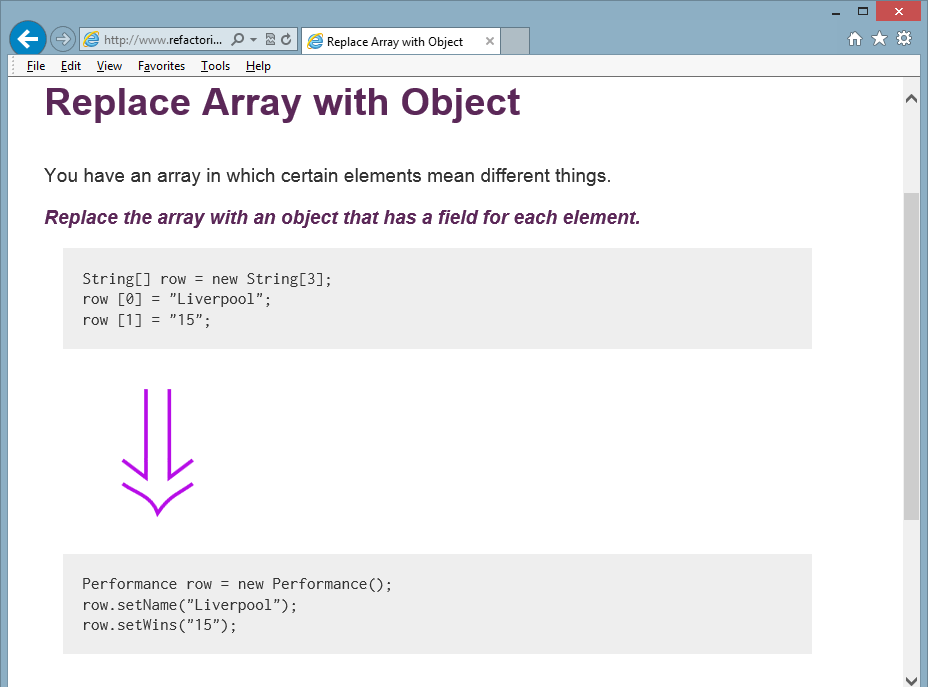 http://www.refactori...
Replace Array with Object
File Edit View Favorites Tools Help
Replace Array with Object
You have an array in which certain elements mean different things.
Replace the array with an object that has a field for each element.
String[] row = new String[3];
row [0] = "Liverpool";
row [1] = "15";
Performance row = new Performance();
row.setName("Liverpool");
row.setWins("15");